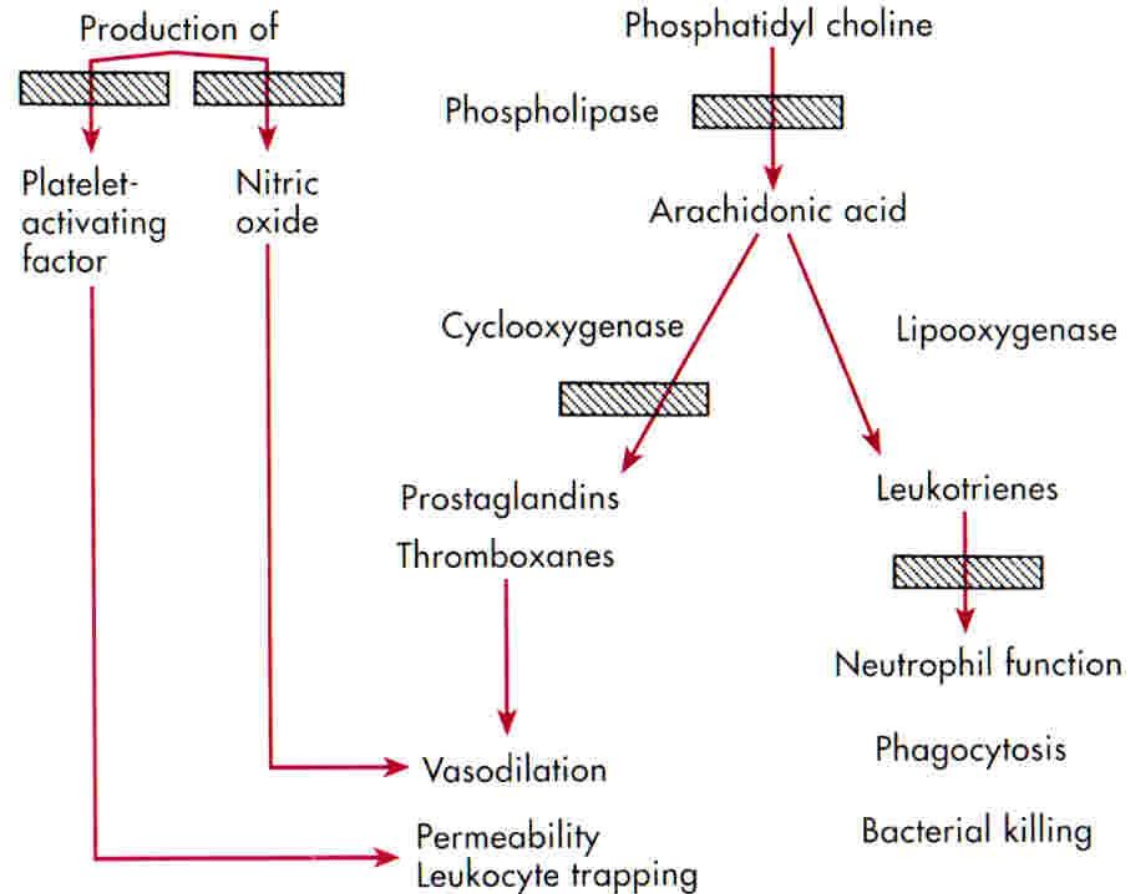 Production of
Platelet-
activating
factor
Nitric
oxide
Phosphatidyl choline
Phospholipase
Arachidonic acid
Cyclooxygenase
Lipooxygenase
Prostaglandins
Thromboxanes
Leukotrienes
Neutrophil function
Phagocytosis
Bacterial killing
Vasodilation
Permeability
Leukocyte trapping